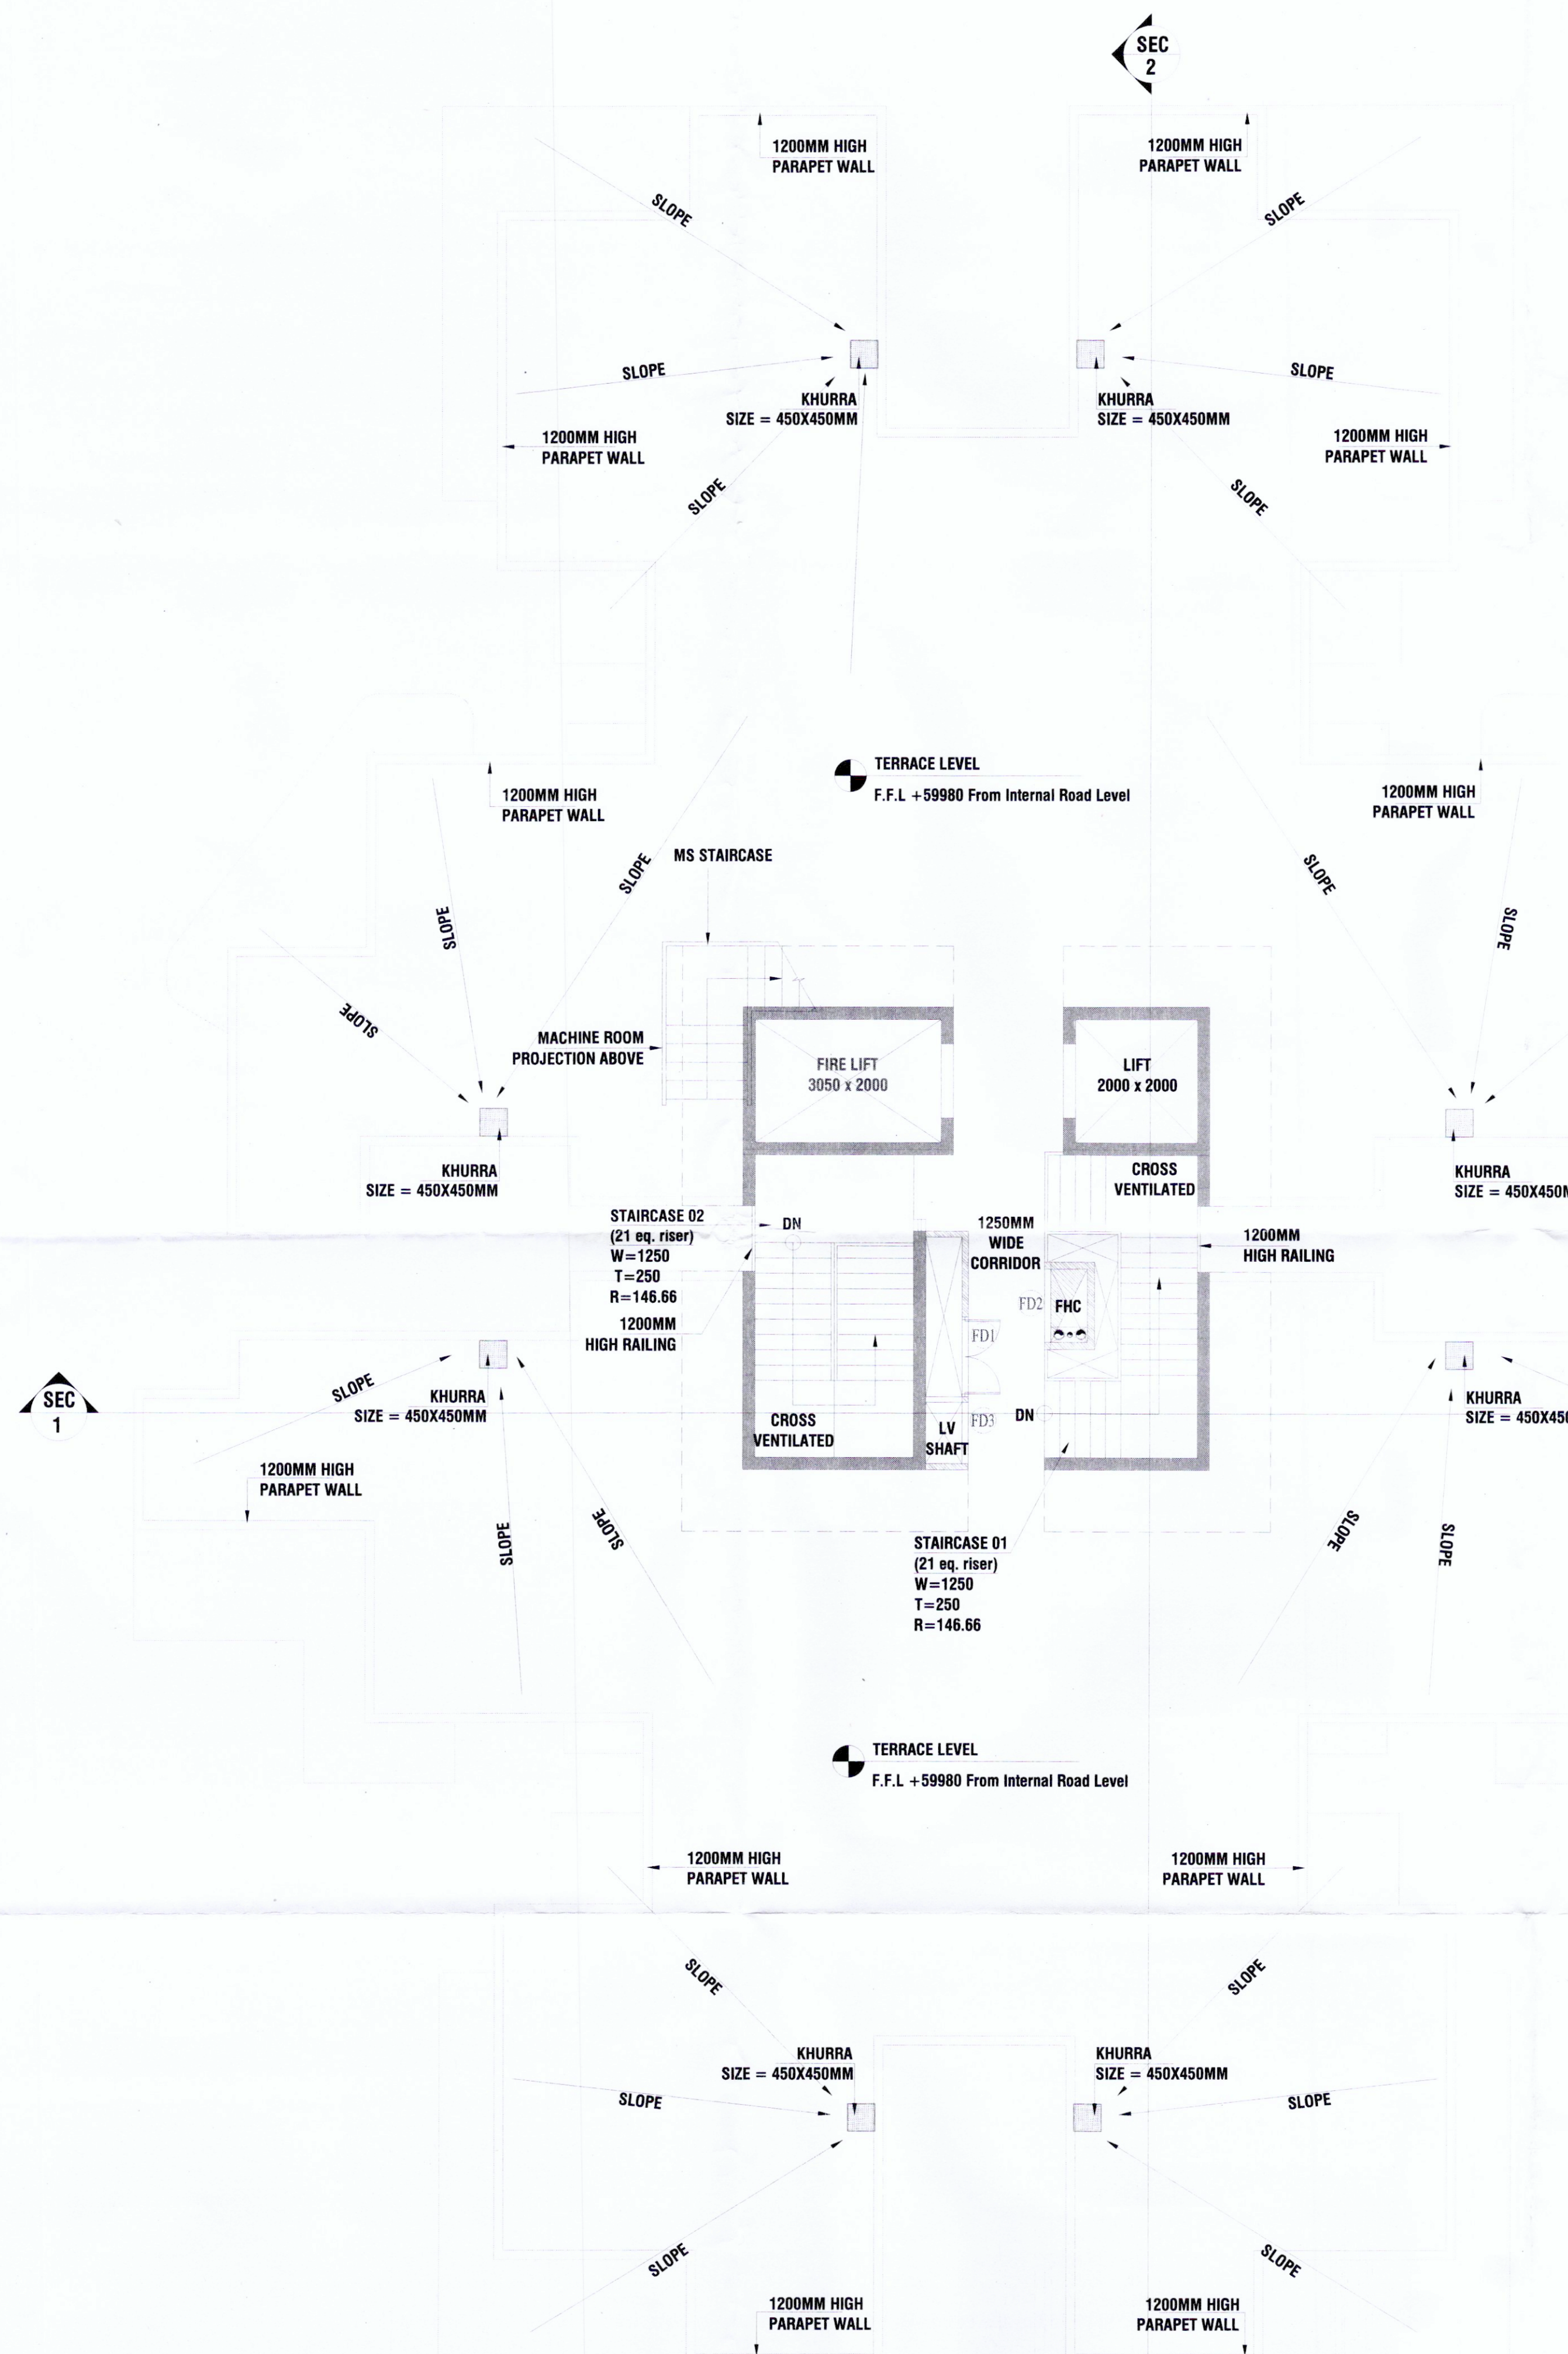 SEC
2
1200MM HIGH
PARAPET WALL
1200MM HIGH
PARAPET WALL
SLOPE
SLOPE
SLOPE
SLOPE
KHURRA
SIZE = 450X450MM
KHURRA
SIZE = 450X450MM
1200MM HIGH
PARAPET WALL
1200MM HIGH
PARAPET WALL
SLOPE
SLOPE
TERRACE LEVEL
F.F.L +59980 From Internal Road Level
1200MM HIGH
PARAPET WALL
1200MM HIGH
PARAPET WALL
MS STAIRCASE
SLOPE
SLOPE
SLOPE
SLOPE
SLOPE
MACHINE ROOM
PROJECTION ABOVE
FIRE LIFT
3050 x 2000
LIFT
2000 x 2000
KHURRA
SIZE = 450X450MM
CROSS
VENTILATED
KHURRA
SIZE = 450X450M
STAIRCASE 02
(21 eq. riser)
W=1250
T=250
R=146.66
DN
1250MM
WIDE
CORRIDOR
1200MM
HIGH RAILING
FD2
FHC
1200MM
HIGH RAILING
FD1
SEC
1
SLOPE
KHURRA
SIZE = 450X450MM
KHURRA
SIZE = 450X450
CROSS
VENTILATED
LV
SHAFT
FD3
DN
1200MM HIGH
PARAPET WALL
SLOPE
SLOPE
SLOPE
SLOPE
STAIRCASE 01
(21 eq. riser)
W=1250
T=250
R=146.66
TERRACE LEVEL
F.F.L +59980 From Internal Road Level
1200MM HIGH
PARAPET WALL
1200MM HIGH
PARAPET WALL
SLOPE
SLOPE
KHURRA
SIZE = 450X450MM
KHURRA
SIZE = 450X450MM
SLOPE
SLOPE
SLOPE
SLOPE
1200MM HIGH
PARAPET WALL
1200MM HIGH
PARAPET WALL